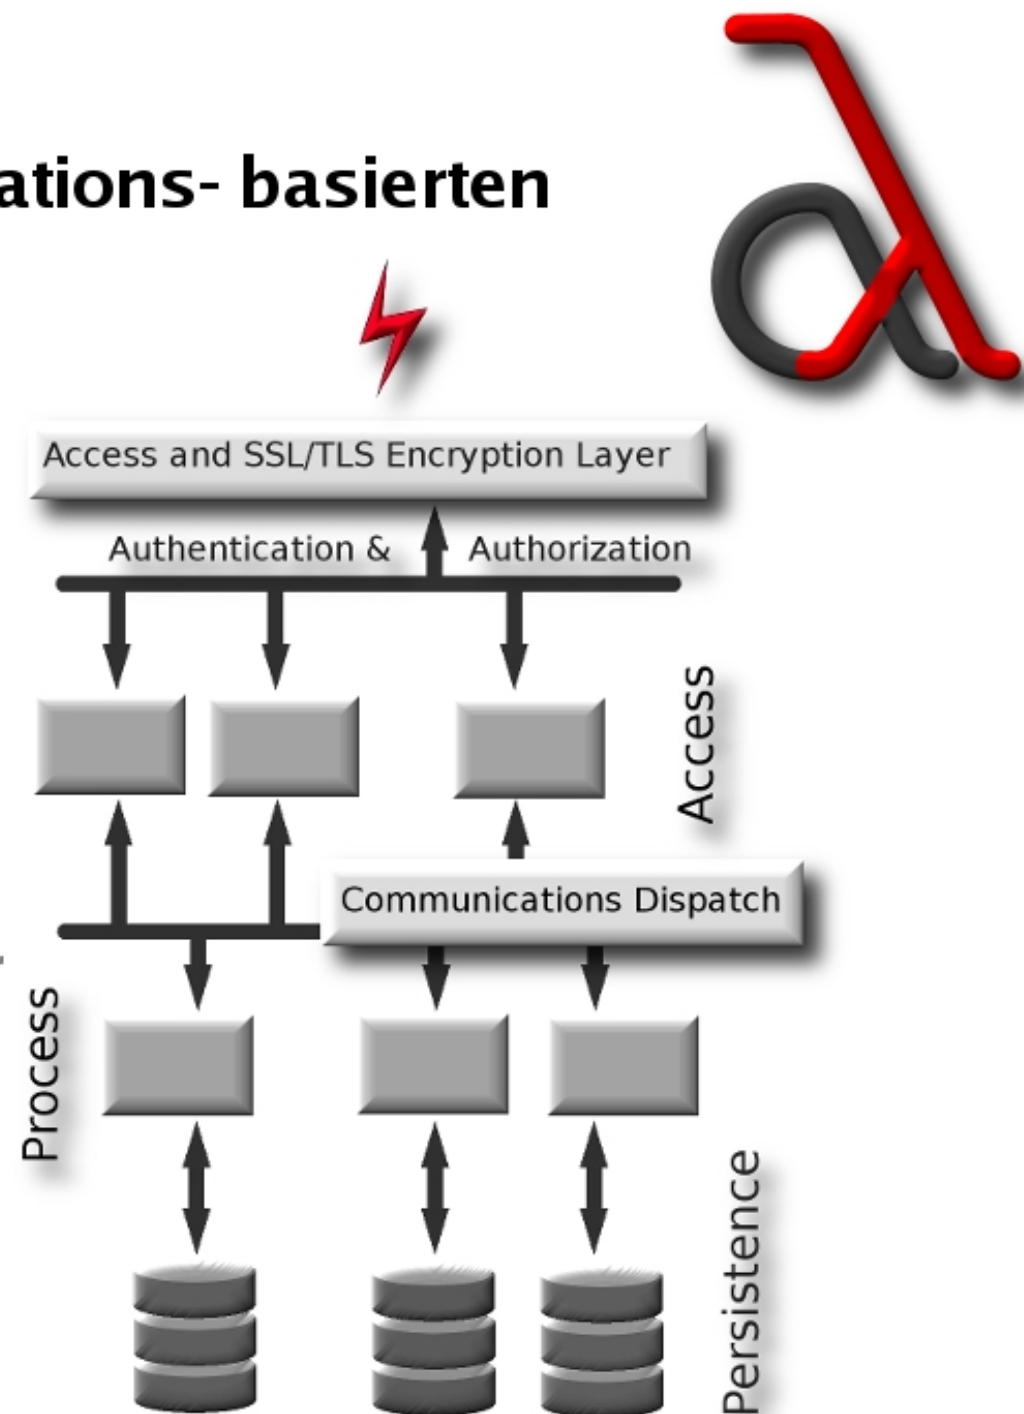 ations- basierten
Access and SSL/TLS Encryption Layer
Authentication & Authorization
Access
Communications Dispatch
Process
Persistence